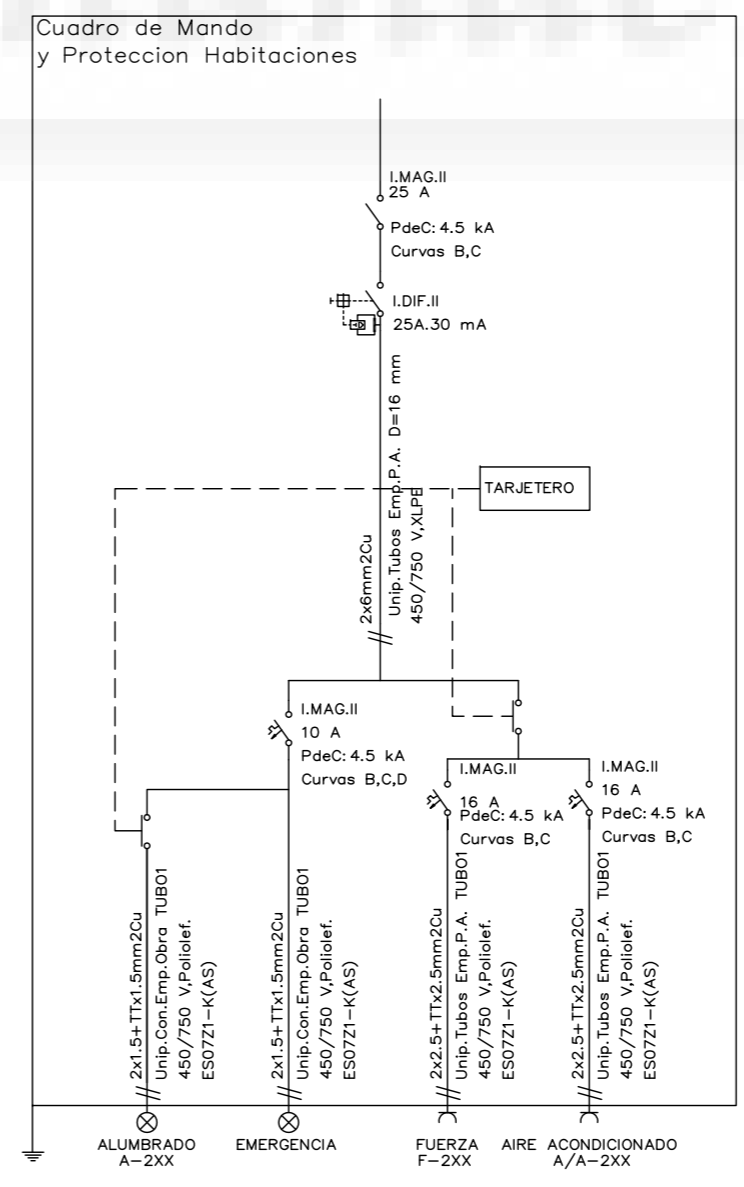 Cuadro de Mando
y Proteccion Habitaciones
I.MAG.II
25 A
PdeC: 4.5 kA
Curvas B,C
I.DIF.II
25A.30 mA
2x6mm2Cu
Unip.Tubos Emp.P.A. D=16 mm
450/750 V,XLPE
TARJETERO
I.MAG.II
10 A
PdeC: 4.5 kA
Curvas B,C,D
I.MAG.II
16 A
PdeC: 4.5 kA
Curvas B,C
I.MAG.II
16 A
PdeC: 4.5 kA
Curvas B,C
2x1.5+TTx1.5mm2Cu
Unip.Con.Emp.Obra TUBO1
450/750 V,Poliolef.
ES07Z1-K(AS)
2x1.5+TTx1.5mm2Cu
Unip.Con.Emp.Obra TUBO1
450/750 V,Poliolef.
ES07Z1-K(AS)
2x2.5+TTx2.5mm2Cu
Unip.Tubos Emp.P.A. TUBO1
450/750 V,Poliolef.
ES07Z1-K(AS)
2x2.5+TTx2.5mm2Cu
Unip.Tubos Emp.P.A. TUBO1
450/750 V,Poliolef.
ES07Z1-K(AS)
ALUMBRADO
A-2XX
EMERGENCIA
FUERZA
F-2XX
AIRE ACONDICIONADO
A/A-2XX